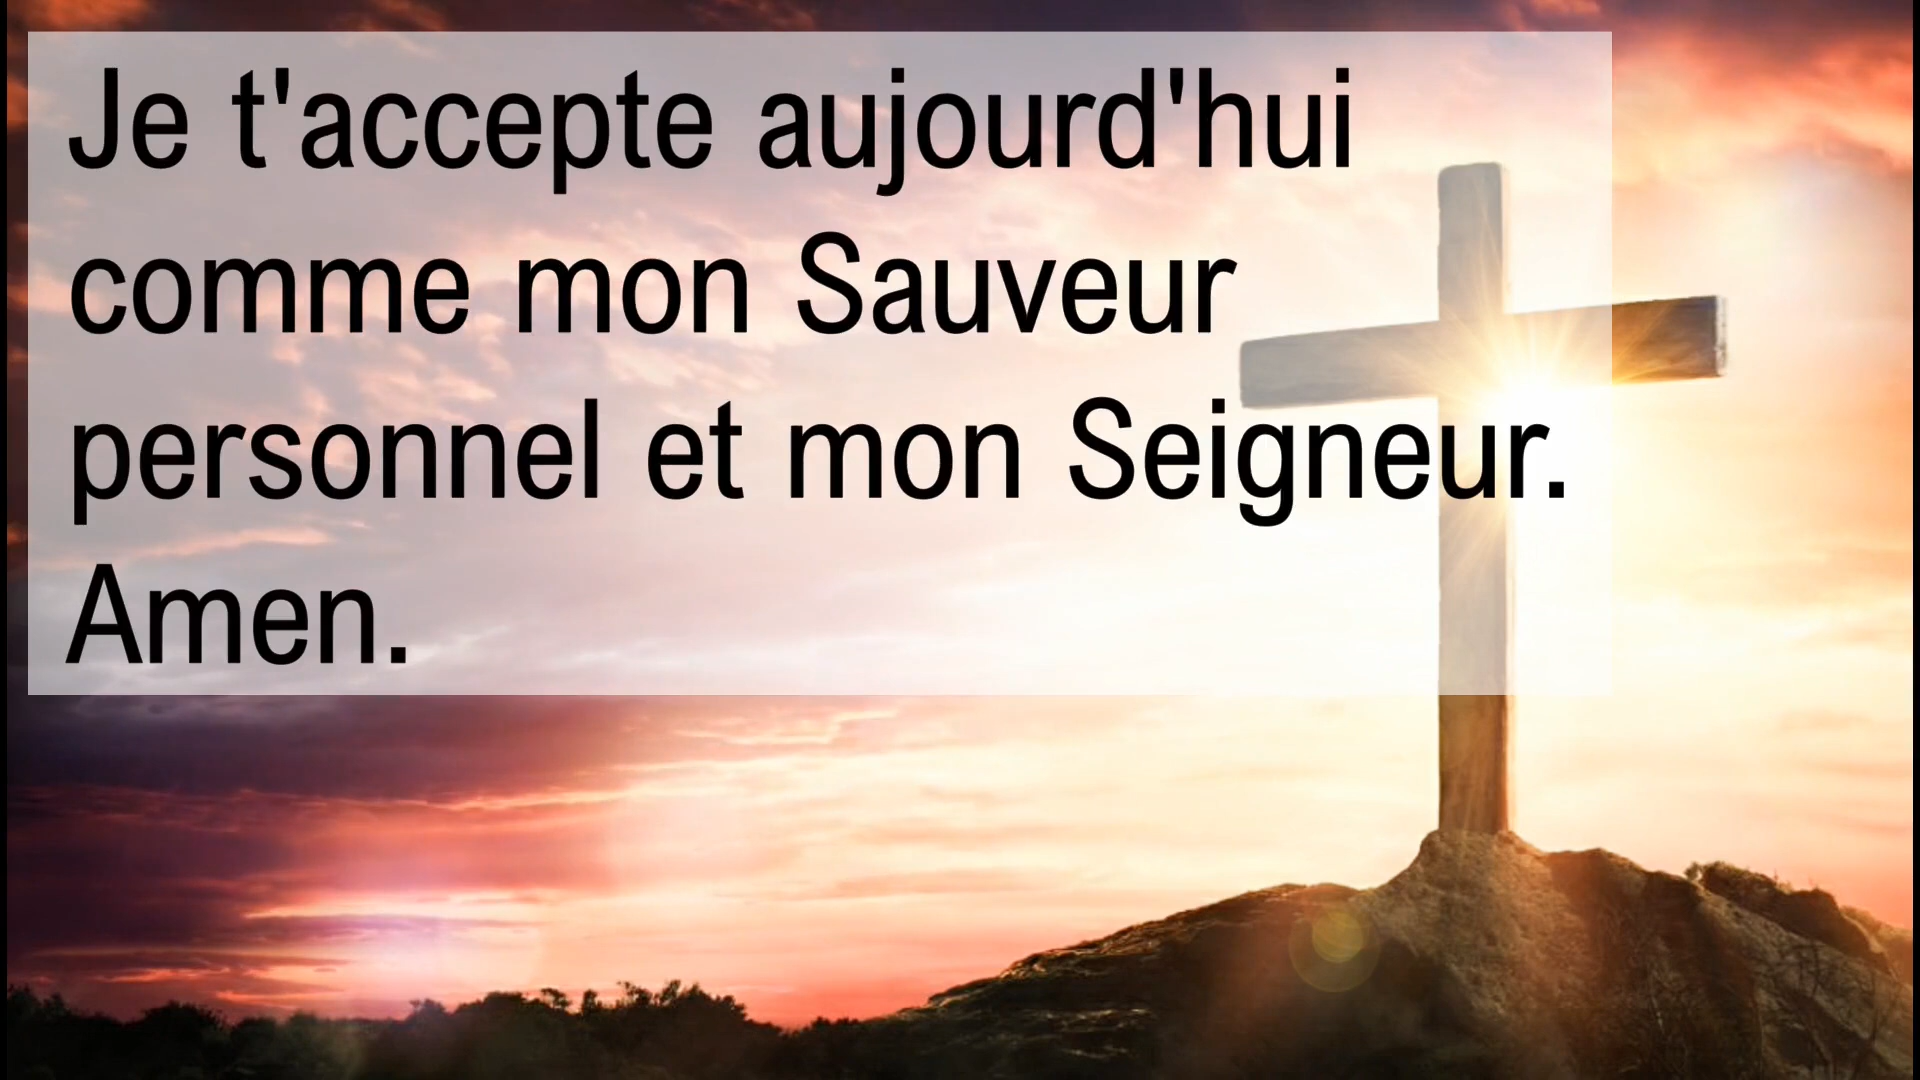 Je t'accepte aujourd'hui
comme mon Sauveur
personnel et mon Seigneur.
Amen.